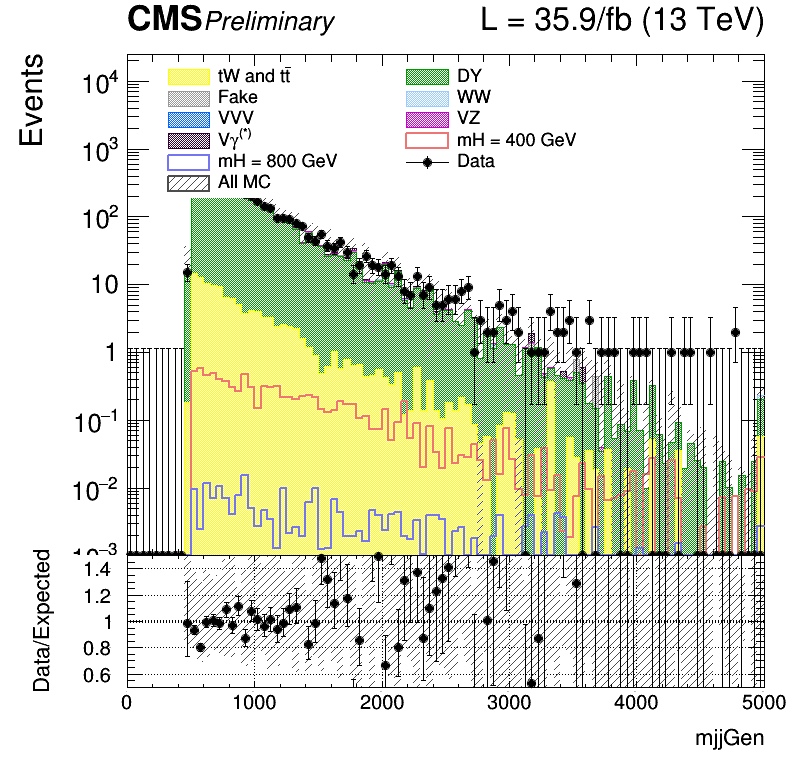 CMS Preliminary L = 35.9/fb (13 TeV)
Events
10⁴
10³
10²
10
1
10⁻¹
10⁻²
10⁻³
tW and tt̄ DY
Fake WW
VVV VZ
Vγ(*) mH = 400 GeV
mH = 800 GeV Data
All MC
Data/Expected
1.4
1.2
1
0.8
0.6
0 1000 2000 3000 4000 5000
mjjGen